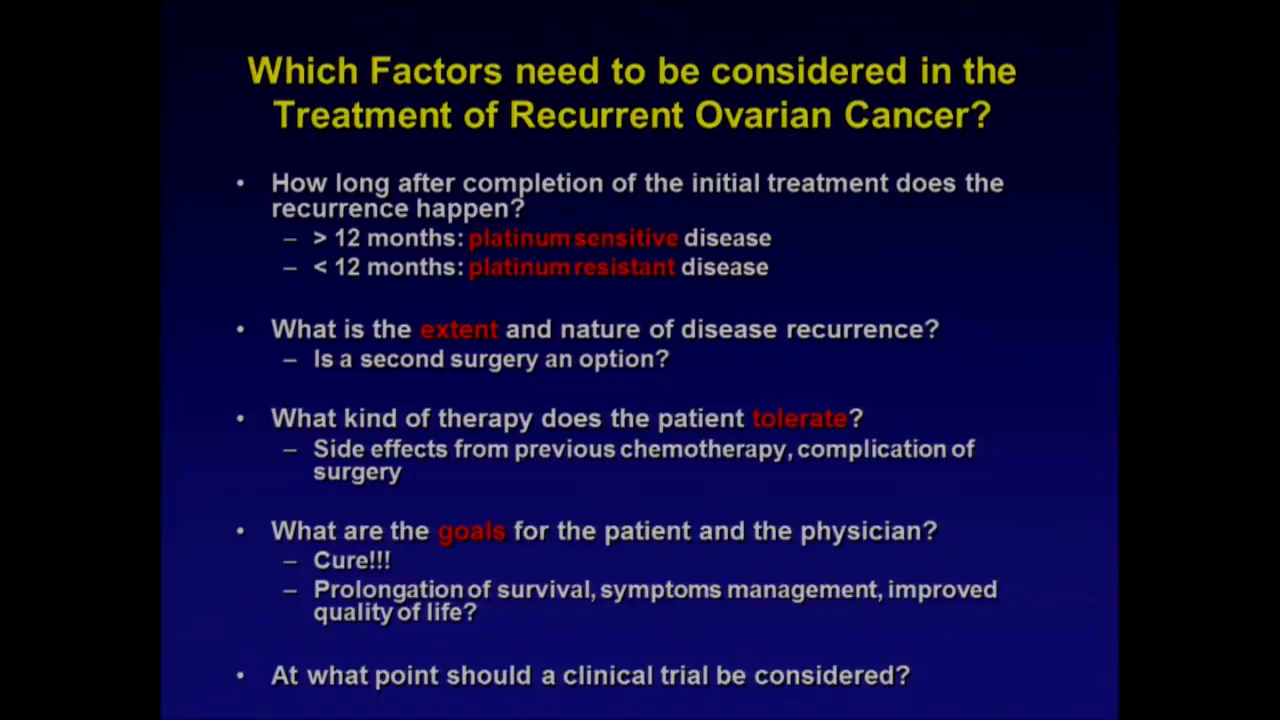 Which Factors need to be considered in the
Treatment of Recurrent Ovarian Cancer?
• How long after completion of the initial treatment does the
recurrence happen?
– > 12 months: platinum sensitive disease
– < 12 months: platinum resistant disease
• What is the extent and nature of disease recurrence?
– Is a second surgery an option?
• What kind of therapy does the patient tolerate?
– Side effects from previous chemotherapy, complication of
surgery
• What are the goals for the patient and the physician?
– Cure!!!
– Prolongation of survival, symptoms management, improved
quality of life?
• At what point should a clinical trial be considered?